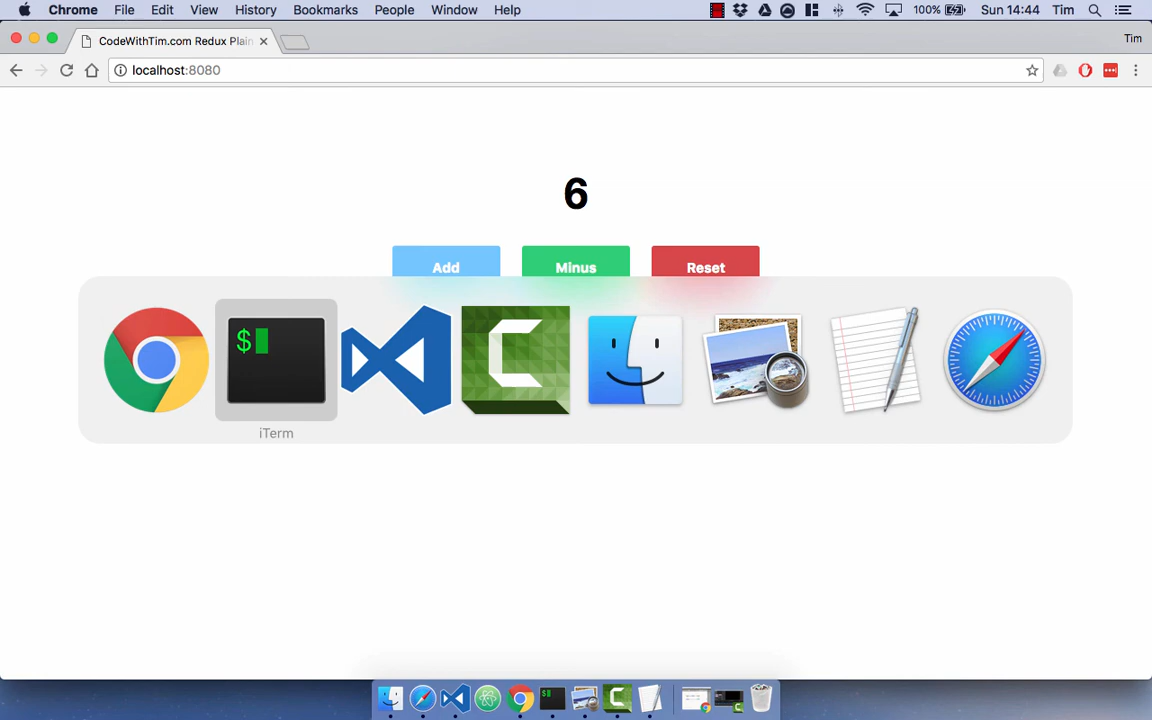 Chrome File Edit View History Bookmarks People Window Help 100% Sun 14:44 Tim
CodeWithTim.com Redux Plain Tim
localhost:8080
6
Add Minus Reset
$
iTerm